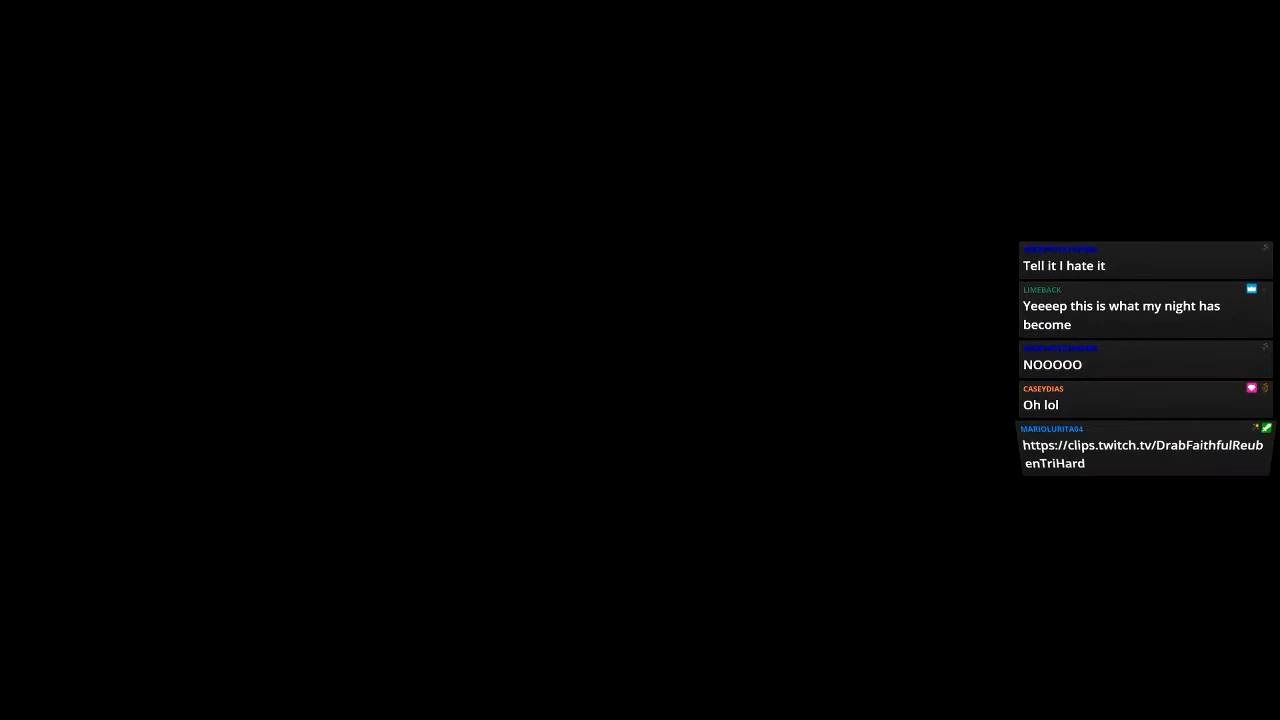 Tell it I hate it
LIMEBACK
Yeeeep this is what my night has
become
NOOOOO
CASEYDIAS
Oh lol
MARIOLURITA04
https://clips.twitch.tv/DrabFaithfulReub
enTriHard